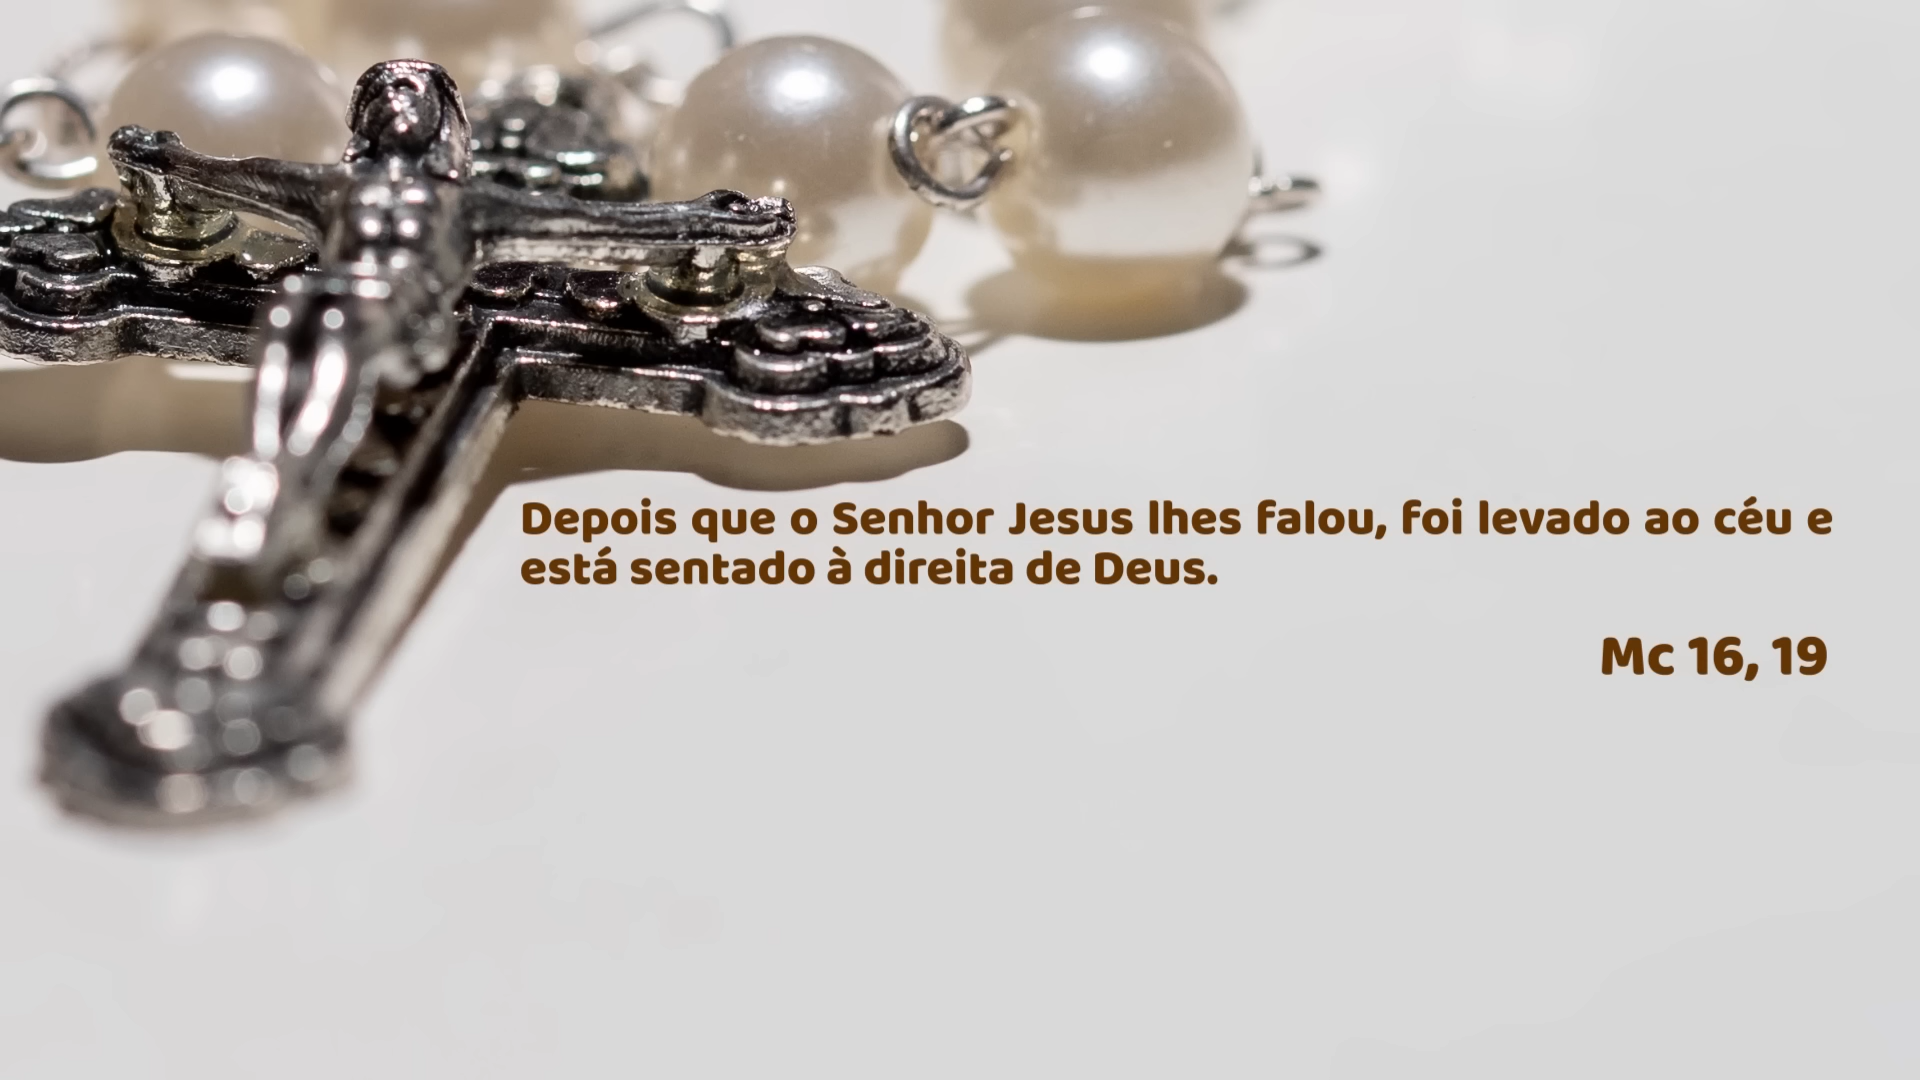 Depois que o Senhor Jesus lhes falou, foi levado ao céu e
está sentado à direita de Deus.
Mc 16, 19